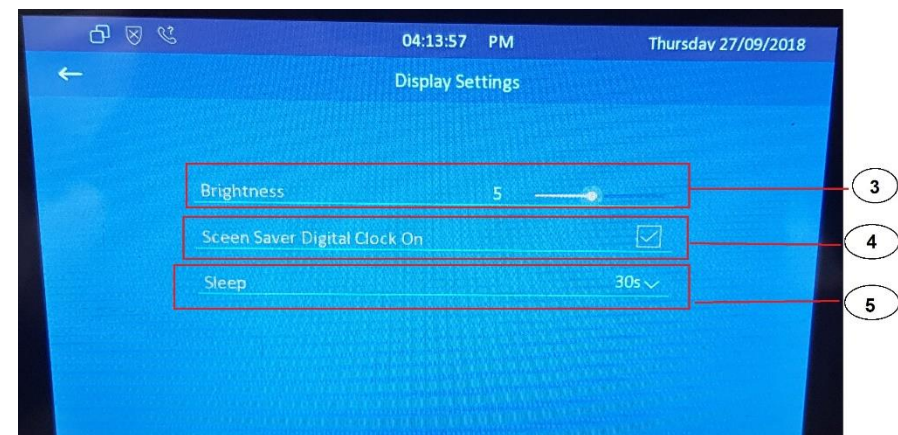 04:13:57 PM Thursday 27/09/2018
Display Settings
Brightness 5
3
Sceen Saver Digital Clock On
4
Sleep 30s
5